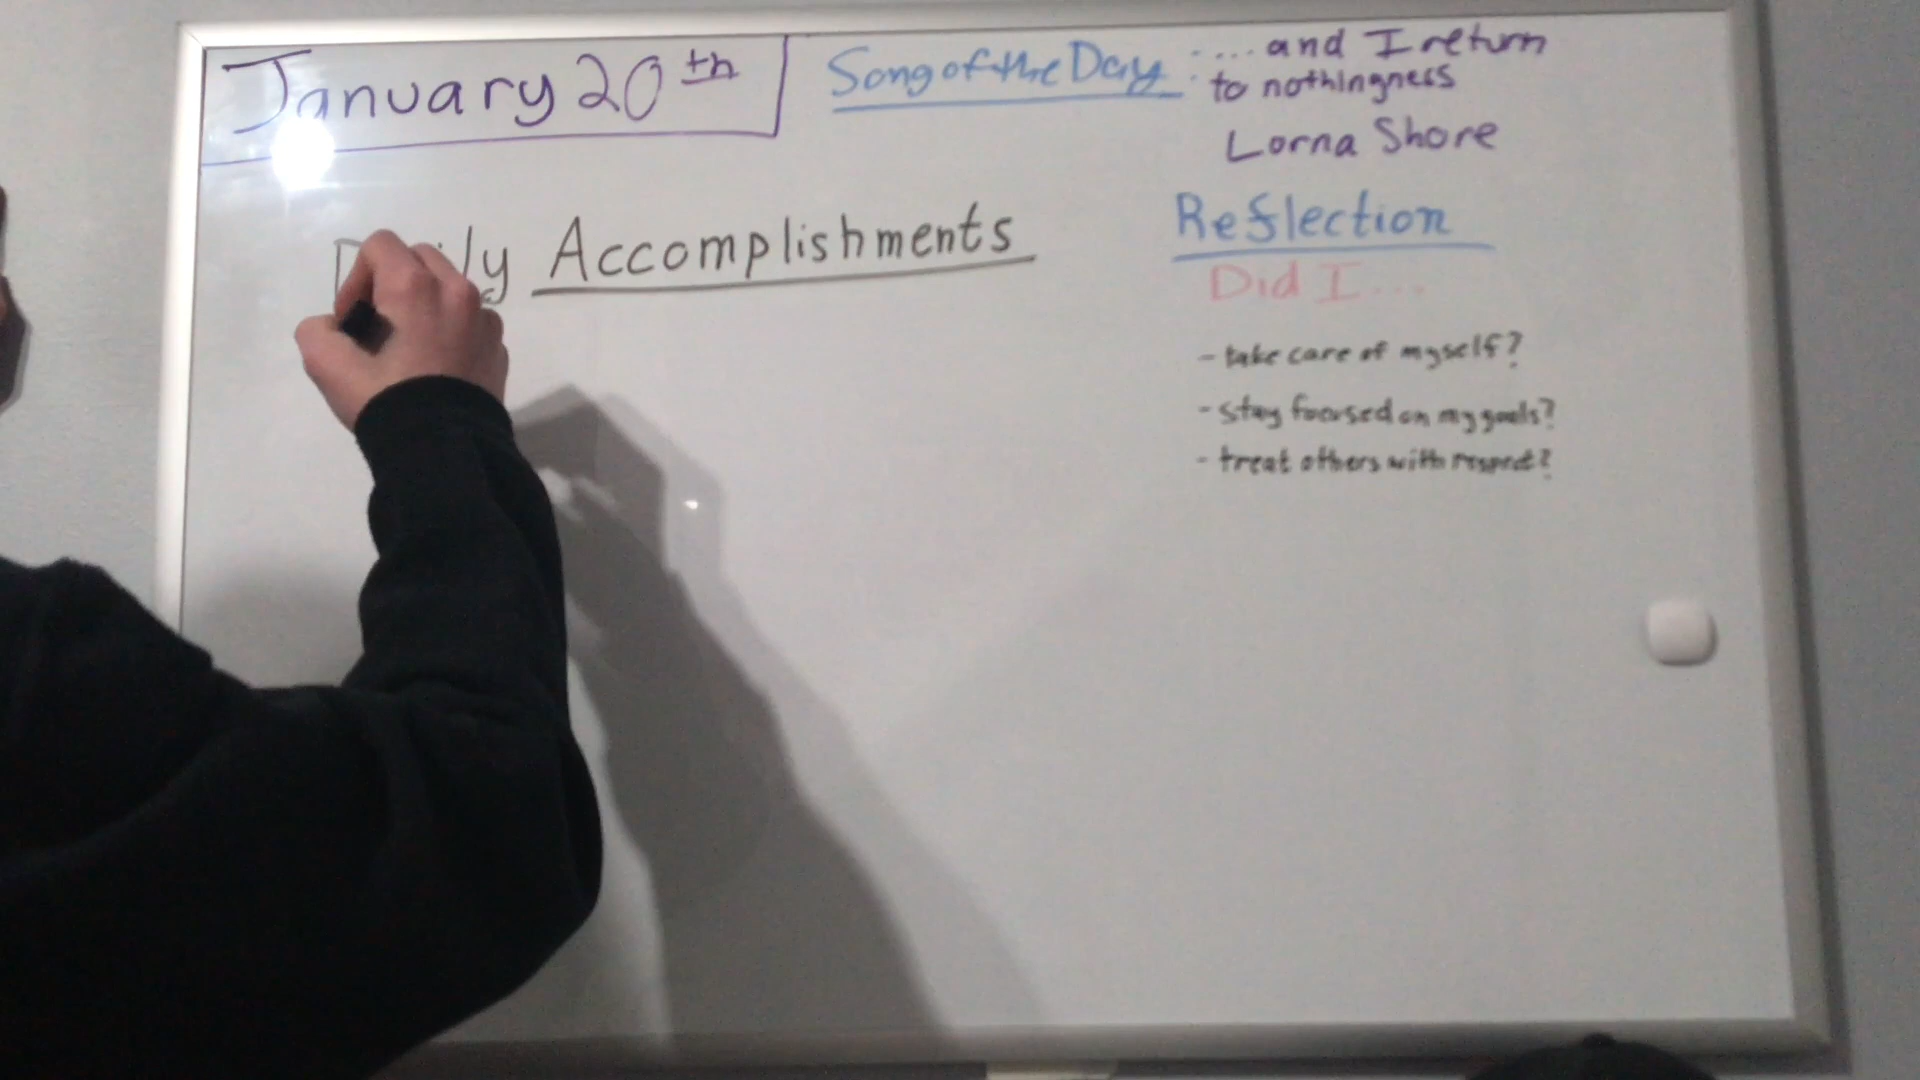 January 20th
Song of the Day : .... and I return
to nothingness
Lorna Shore
Daily Accomplishments
Reflection
Did I...
- take care of myself?
- stay focused on my goals?
- treat others with respect?